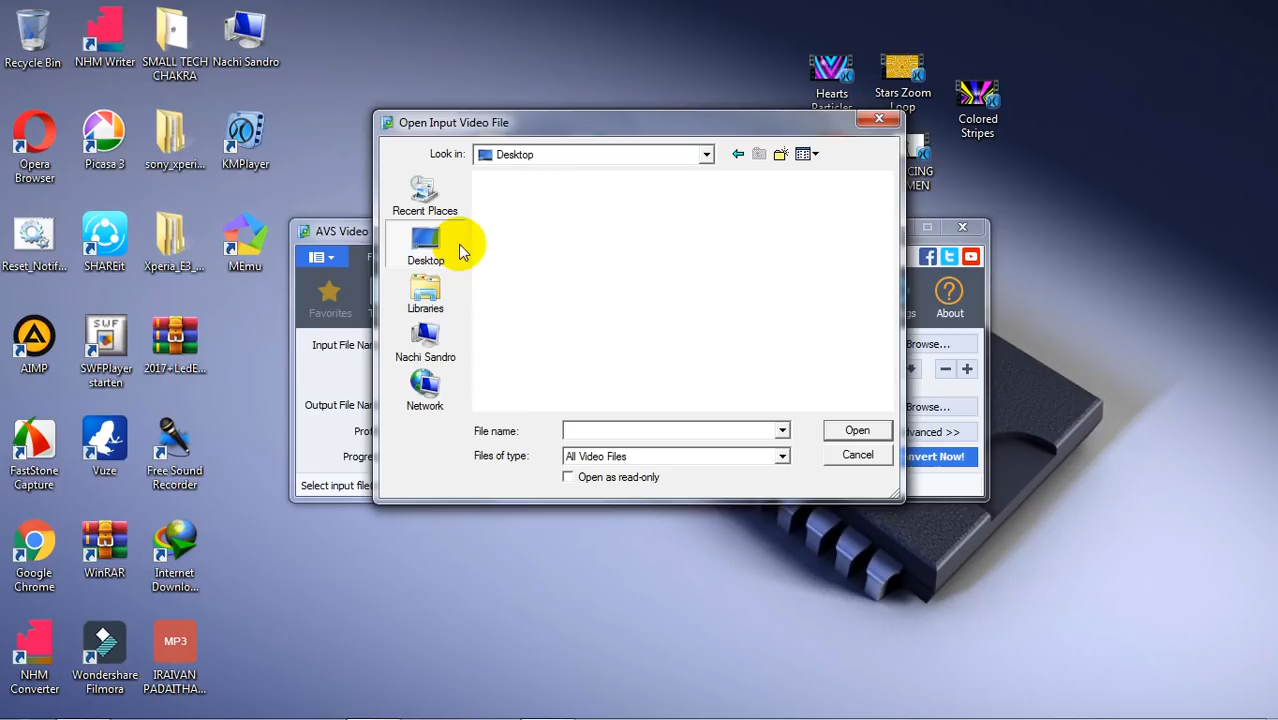 Recycle Bin
NHM Writer
SMALL TECH
CHAKRA
Nachi Sandro
Opera
Browser
Picasa 3
sony_xperi...
KMPlayer
Reset_Notif...
SHAREit
Xperia_E3_...
MEmu
AIMP
SWF
SWFPlayer
starten
2017+LedE...
FastStone
Capture
Vuze
Free Sound
Recorder
Google
Chrome
WinRAR
Internet
Downlo...
NHM
Converter
Wondershare
Filmora
MP3
IRAIVAN
PADAITHA...
Hearts
Particles
Stars Zoom
Loop
Colored
Stripes
CING
MEN
AVS Video
Favorites
About
Input File Na
Browse...
Output File Na
Browse...
Prof
dvanced >>
Progre
nvert Now!
Select input file(
Open Input Video File
Look in:
Desktop
Recent Places
Desktop
Libraries
Nachi Sandro
Network
File name:
Open
Files of type:
All Video Files
Cancel
Open as read-only